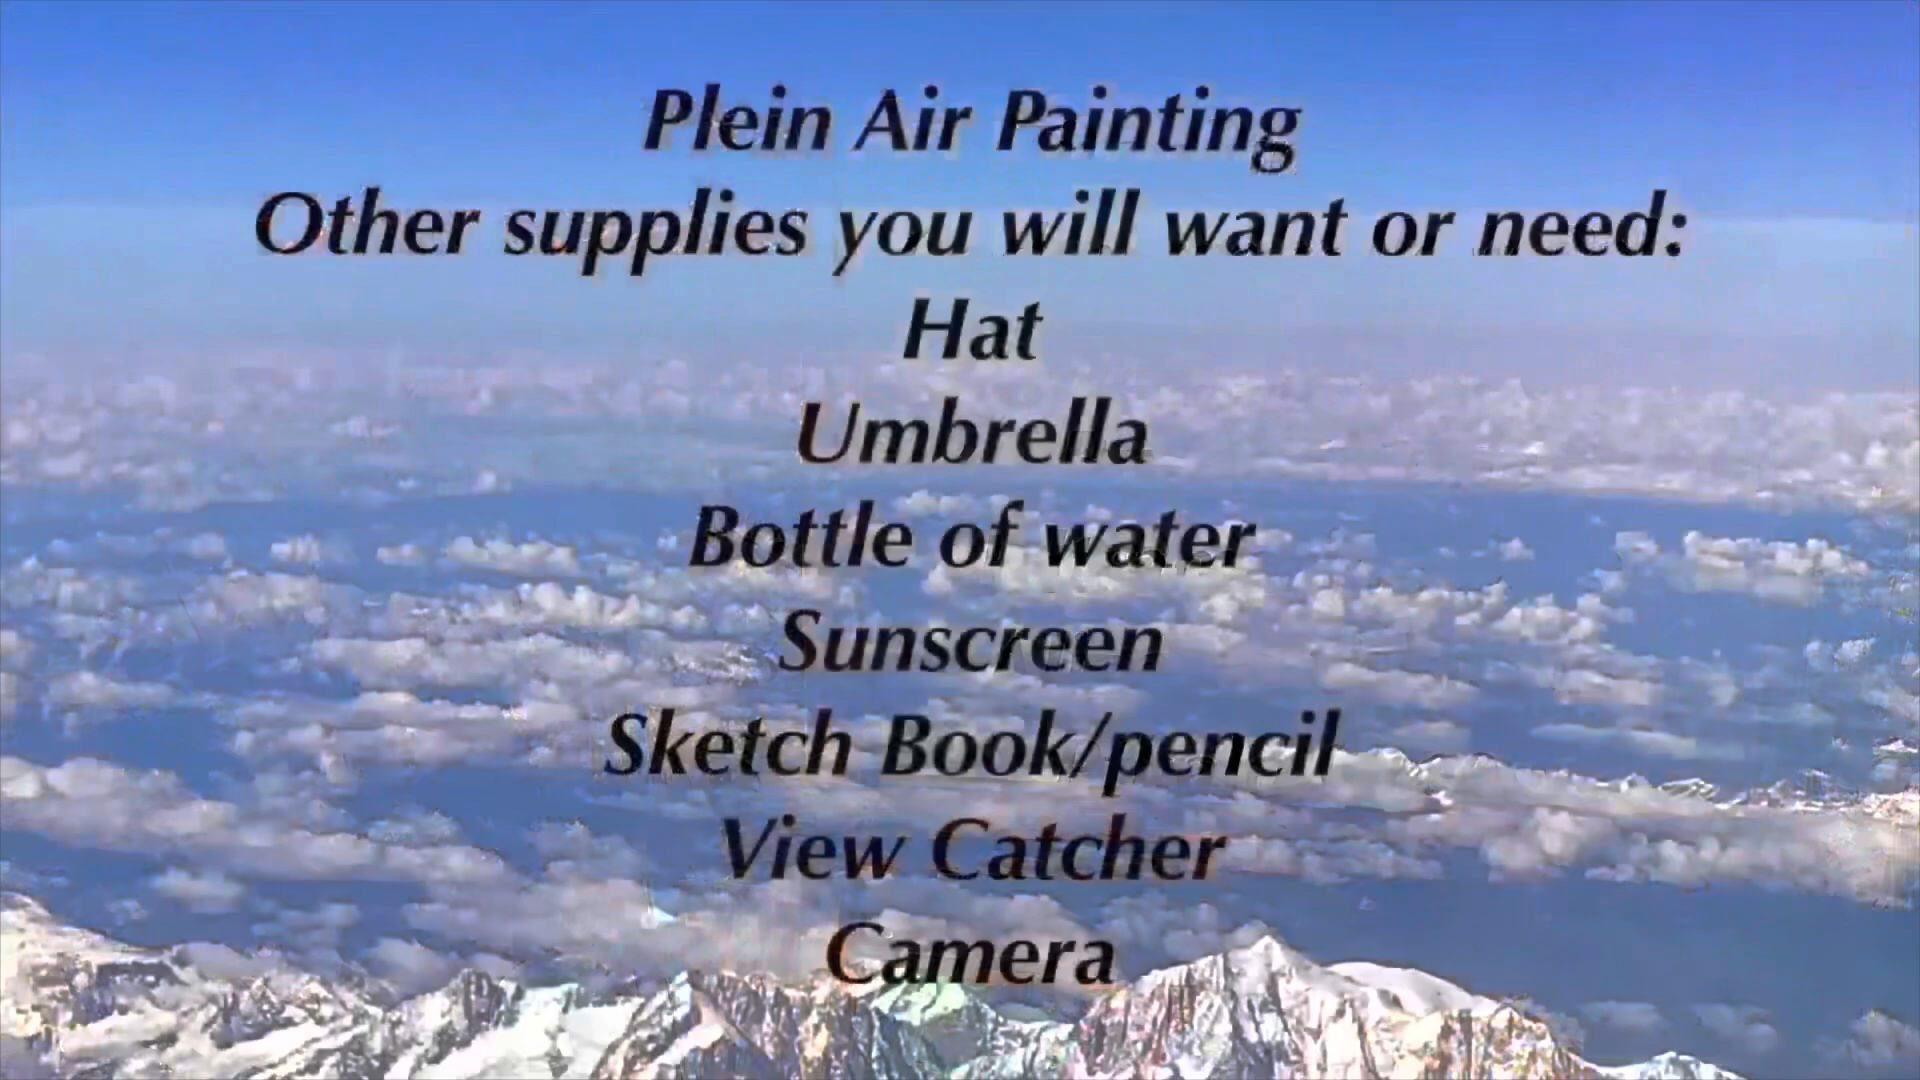 Plein Air Painting
Other supplies you will want or need:
Hat
Umbrella
Bottle of water
Sunscreen
Sketch Book/pencil
View Catcher
Camera